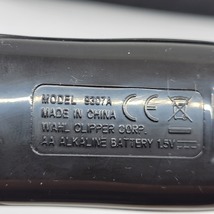 MODEL 9307A
MADE IN CHINA
WAHL CLIPPER CORP.
AA ALKALINE BATTERY 1.5V